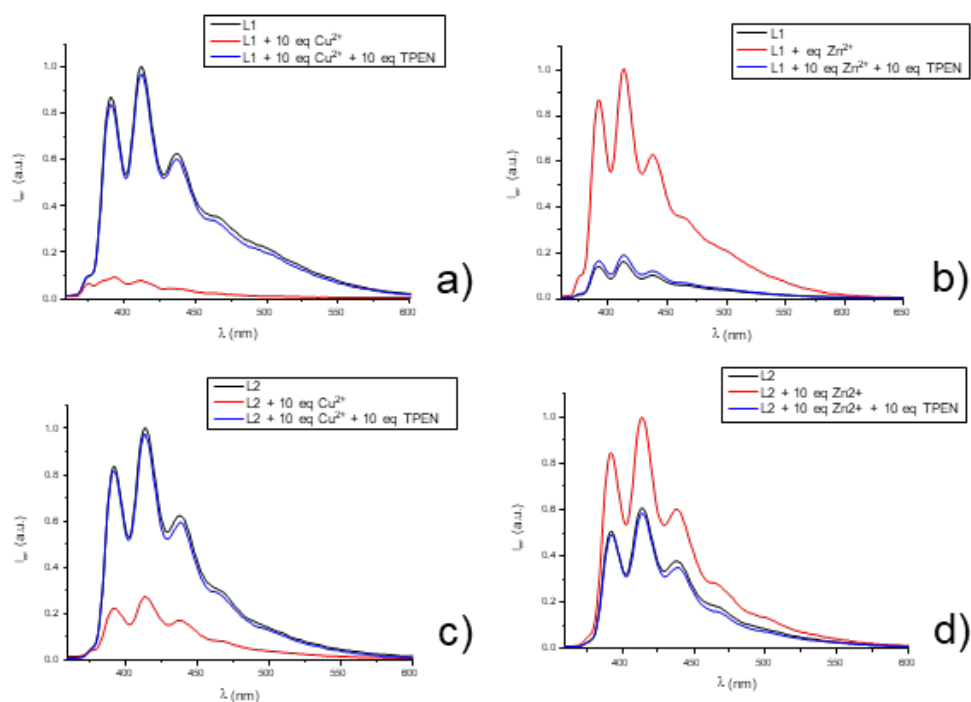 L1
L1 + 10 eq Cu²⁺
L1 + 10 eq Cu²⁺ + 10 eq TPEN
1.0
0.8
0.6
0.4
0.2
0.0
I (a.u.)
400
450
500
550
600
λ (nm)
a)
L1
L1 + eq Zn²⁺
L1 + 10 eq Zn²⁺ + 10 eq TPEN
1.0
0.8
0.6
0.4
0.2
0.0
I (a.u.)
400
450
500
550
600
650
λ (nm)
b)
L2
L2 + 10 eq Cu²⁺
L2 + 10 eq Cu²⁺ + 10 eq TPEN
1.0
0.8
0.6
0.4
0.2
0.0
I (a.u.)
400
450
500
550
600
λ (nm)
c)
L2
L2 + 10 eq Zn2+
L2 + 10 eq Zn2+ + 10 eq TPEN
1.0
0.8
0.6
0.4
0.2
0.0
I (a.u.)
400
450
500
550
600
λ (nm)
d)